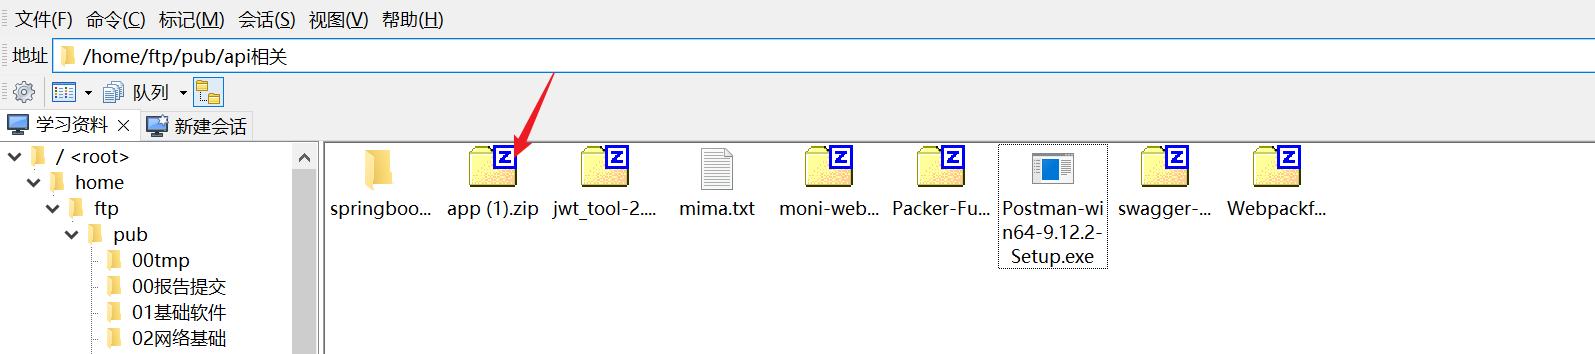 文件(F) 命令(C) 标记(M) 会话(S) 视图(V) 帮助(H)
地址 /home/ftp/pub/api相关
队列
学习资料 新建会话
/ <root>
home
ftp
pub
00tmp
00报告提交
01基础软件
02网络基础
springboo...
app (1).zip
jwt_tool-2....
mima.txt
moni-web...
Packer-Fu...
Postman-wi
n64-9.12.2-
Setup.exe
swagger-...
Webpackf...